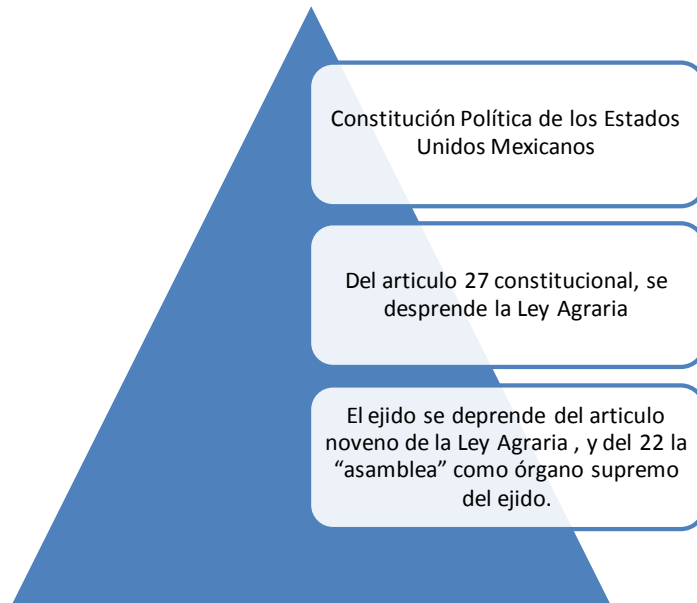 Constitución Política de los Estados
Unidos Mexicanos
Del articulo 27 constitucional, se
desprende la Ley Agraria
El ejido se deprende del articulo
noveno de la Ley Agraria , y del 22 la
“asamblea” como órgano supremo
del ejido.